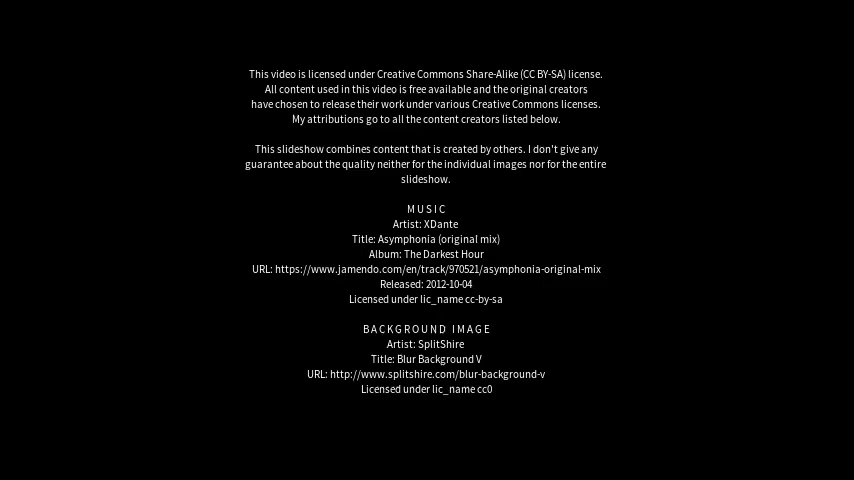 This video is licensed under Creative Commons Share-Alike (CC BY-SA) license.
All content used in this video is free available and the original creators
have chosen to release their work under various Creative Commons licenses.
My attributions go to all the content creators listed below.
This slideshow combines content that is created by others. I don't give any
guarantee about the quality neither for the individual images nor for the entire
slideshow.
MUSIC
Artist: XDante
Title: Asymphonia (original mix)
Album: The Darkest Hour
URL: https://www.jamendo.com/en/track/970521/asymphonia-original-mix
Released: 2012-10-04
Licensed under lic_name cc-by-sa
BACKGROUND IMAGE
Artist: SplitShire
Title: Blur Background V
URL: http://www.splitshire.com/blur-background-v
Licensed under lic_name cc0